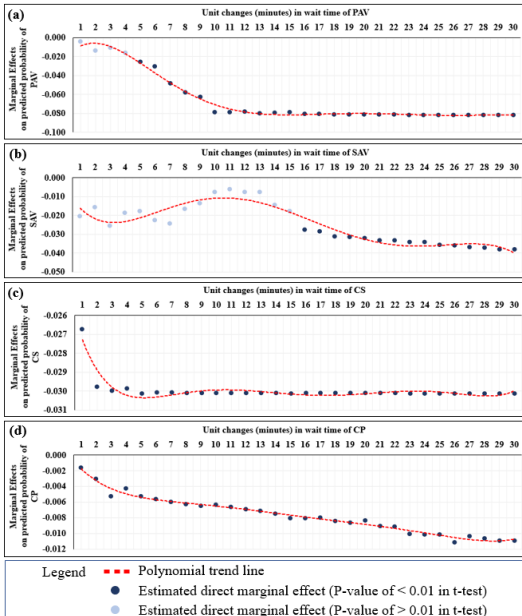 (a)
Unit changes (minutes) in wait time of PAV
1 2 3 4 5 6 7 8 9 10 11 12 13 14 15 16 17 18 19 20 21 22 23 24 25 26 27 28 29 30
Marginal Effects
on predicted probability of
PAV
0.000
-0.020
-0.040
-0.060
-0.080
-0.100
(b)
Unit changes (minutes) in wait time of SAV
1 2 3 4 5 6 7 8 9 10 11 12 13 14 15 16 17 18 19 20 21 22 23 24 25 26 27 28 29 30
Marginal Effects
on predicted probability of
SAV
0.000
-0.010
-0.020
-0.030
-0.040
-0.050
(c)
Unit changes (minutes) in wait time of CS
1 2 3 4 5 6 7 8 9 10 11 12 13 14 15 16 17 18 19 20 21 22 23 24 25 26 27 28 29 30
Marginal Effects
on predicted probability of
CS
-0.026
-0.027
-0.028
-0.029
-0.030
-0.031
(d)
Unit changes (minutes) in wait time of CP
1 2 3 4 5 6 7 8 9 10 11 12 13 14 15 16 17 18 19 20 21 22 23 24 25 26 27 28 29 30
Marginal Effects
on predicted probability of
CP
0.000
-0.002
-0.004
-0.006
-0.008
-0.010
-0.012
Legend
Polynomial trend line
Estimated direct marginal effect (P-value of < 0.01 in t-test)
Estimated direct marginal effect (P-value of > 0.01 in t-test)